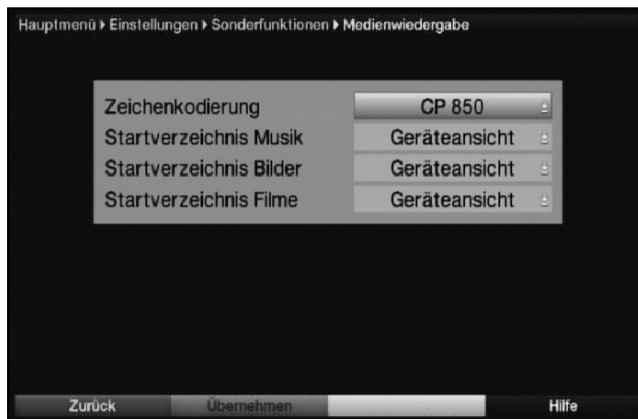 Hauptmenü ▸ Einstellungen ▸ Sonderfunktionen ▸ Medienwiedergabe
Zeichenkodierung CP 850
Startverzeichnis Musik Geräteansicht
Startverzeichnis Bilder Geräteansicht
Startverzeichnis Filme Geräteansicht
Zurück Übernehmen Hilfe